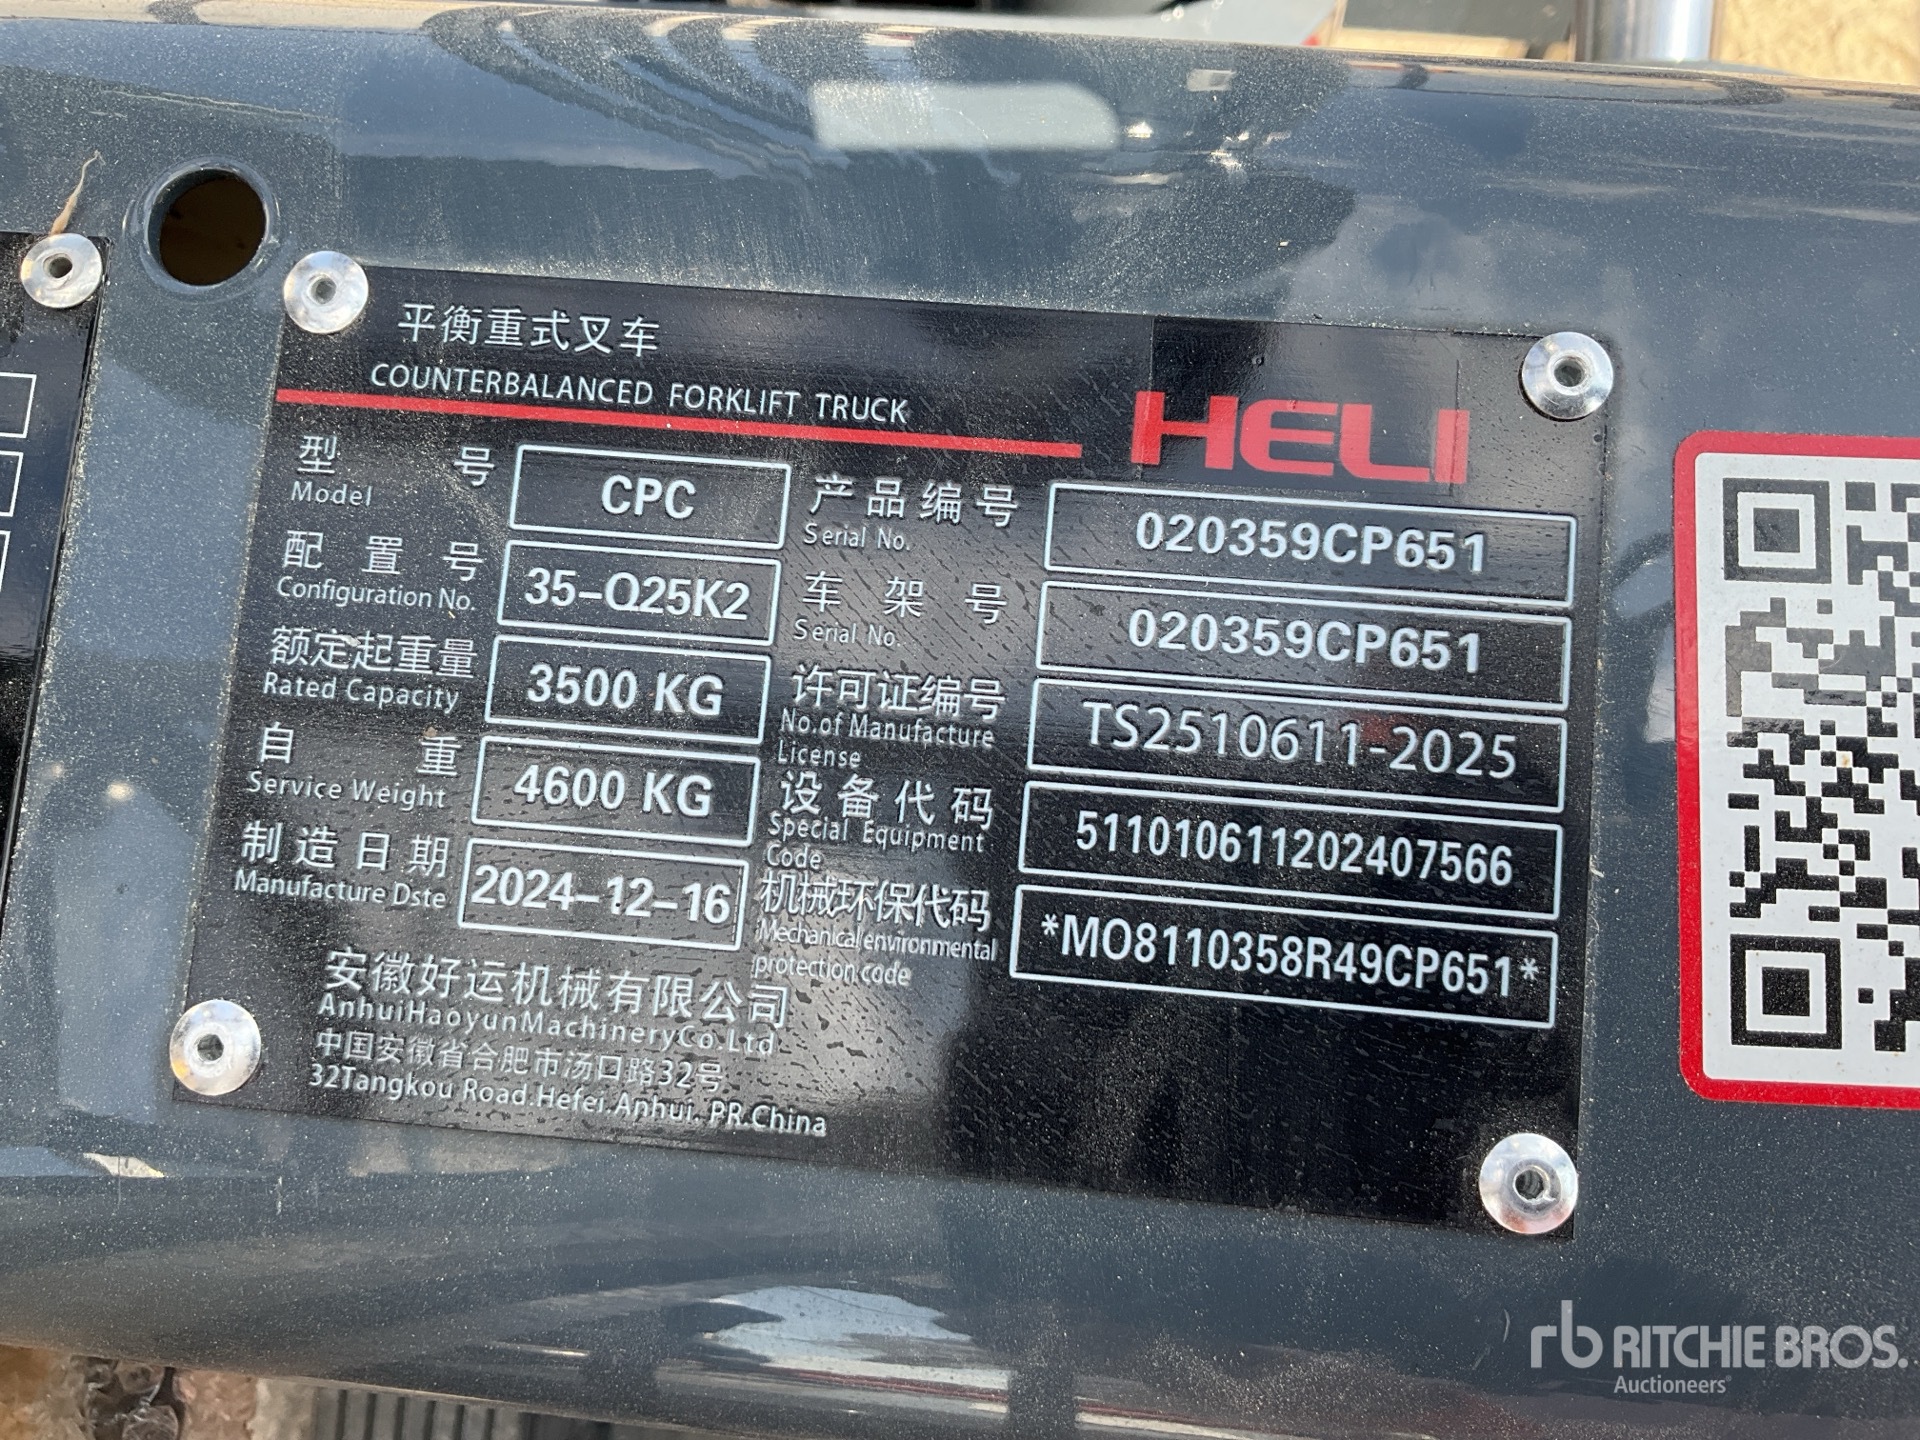 平衡重式叉车
COUNTERBALANCED FORKLIFT TRUCK
HELI
型号 CPC
Model
配置号 35-Q25K2
Configuration No.
额定起重量 3500 KG
Rated Capacity
自重 4600 KG
Service Weight
制造日期 2024-12-16
Manufacture Dste
产品编号 020359CP651
Serial No.
车架号 020359CP651
Serial No.
许可证编号 TS2510611-2025
No.of Manufacture
License
设备代码 511010611202407566
Special Equipment
Code
机械环保代码 *MO8110358R49CP651*
Mechanical environmental
protection code
安徽好运机械有限公司
AnhuiHaoyunMachineryCo.Ltd
中国安徽省合肥市汤口路32号
32Tangkou Road.Hefei.Anhui. PR.China
rb RITCHIE BROS.
Auctioneers